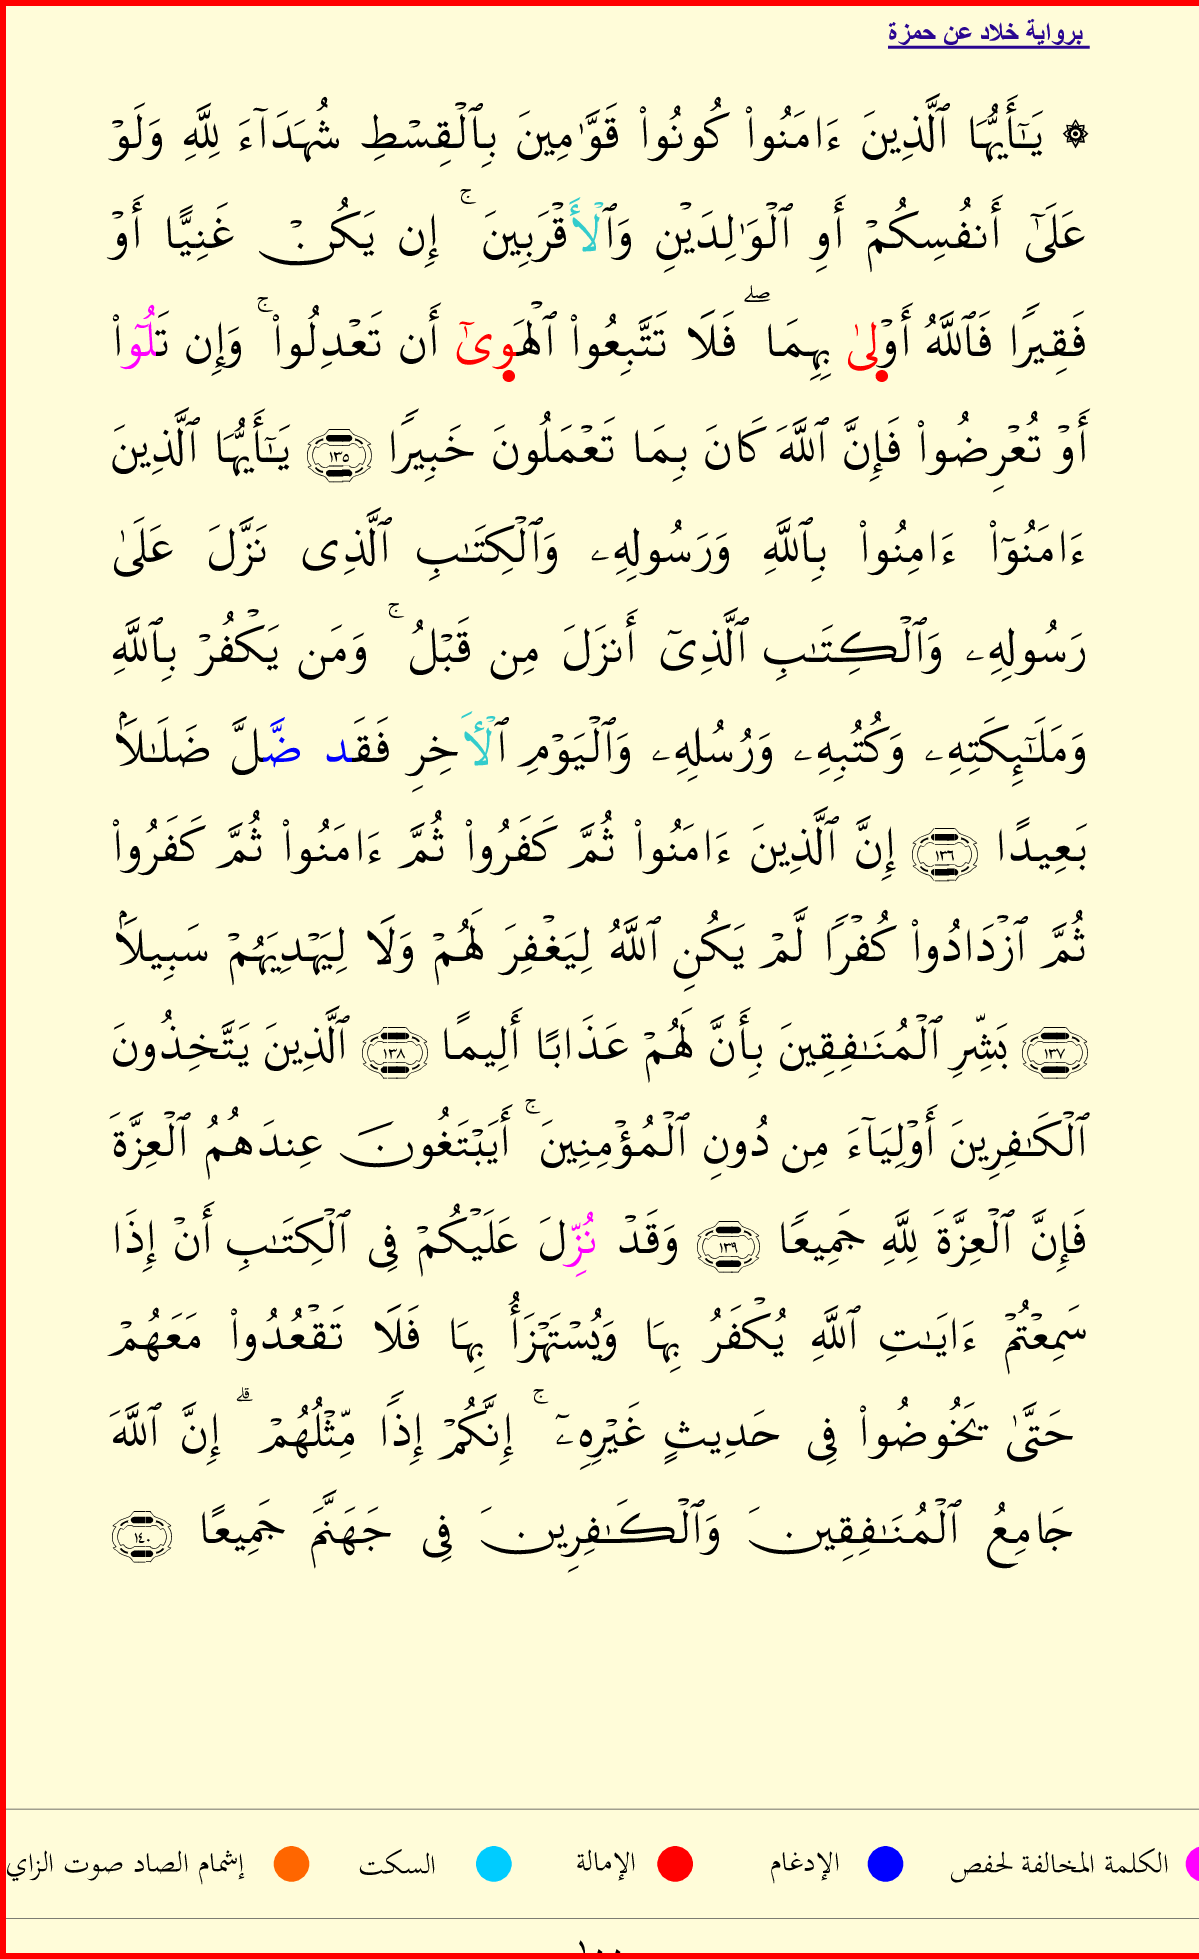 برواية خلاد عن حمزة
۞ يَـٰٓأَيُّهَا ٱلَّذِينَ ءَامَنُوا۟ كُونُوا۟ قَوَّٰمِينَ بِٱلْقِسْطِ شُهَدَآءَ لِلَّهِ وَلَوْ
عَلَىٰٓ أَنفُسِكُمْ أَوِ ٱلْوَٰلِدَيْنِ وَٱلْأَقْرَبِينَ ۚ إِن يَكُنْ غَنِيًّا أَوْ
فَقِيرًا فَٱللَّهُ أَوْلىٰ بِهِمَا ۖ فَلَا تَتَّبِعُوا۟ ٱلْهَوىٰٓ أَن تَعْدِلُوا۟ ۚ وَإِن تَلُوٓا۟
أَوْ تُعْرِضُوا۟ فَإِنَّ ٱللَّهَ كَانَ بِمَا تَعْمَلُونَ خَبِيرًا ١٣٥ يَـٰٓأَيُّهَا ٱلَّذِينَ
ءَامَنُوٓا۟ ءَامِنُوا۟ بِٱللَّهِ وَرَسُولِهِۦ وَٱلْكِتَـٰبِ ٱلَّذِى نَزَّلَ عَلَىٰ
رَسُولِهِۦ وَٱلْكِتَـٰبِ ٱلَّذِىٓ أَنزَلَ مِن قَبْلُ ۚ وَمَن يَكْفُرْ بِٱللَّهِ
وَمَلَـٰٓئِكَتِهِۦ وَكُتُبِهِۦ وَرُسُلِهِۦ وَٱلْيَوْمِ ٱلْأَخِرِ فَقَد ضَّلَّ ضَلَـٰلًا
بَعِيدًا ١٣٦ إِنَّ ٱلَّذِينَ ءَامَنُوا۟ ثُمَّ كَفَرُوا۟ ثُمَّ ءَامَنُوا۟ ثُمَّ كَفَرُوا۟
ثُمَّ ٱزْدَادُوا۟ كُفْرًا لَّمْ يَكُنِ ٱللَّهُ لِيَغْفِرَ لَهُمْ وَلَا لِيَهْدِيَهُمْ سَبِيلًا
١٣٧ بَشِّرِ ٱلْمُنَـٰفِقِينَ بِأَنَّ لَهُمْ عَذَابًا أَلِيمًا ١٣٨ ٱلَّذِينَ يَتَّخِذُونَ
ٱلْكَـٰفِرِينَ أَوْلِيَآءَ مِن دُونِ ٱلْمُؤْمِنِينَ ۚ أَيَبْتَغُونَ عِندَهُمُ ٱلْعِزَّةَ
فَإِنَّ ٱلْعِزَّةَ لِلَّهِ جَمِيعًا ١٣٩ وَقَدْ نُزِّلَ عَلَيْكُمْ فِى ٱلْكِتَـٰبِ أَنْ إِذَا
سَمِعْتُمْ ءَايَـٰتِ ٱللَّهِ يُكْفَرُ بِهَا وَيُسْتَهْزَأُ بِهَا فَلَا تَقْعُدُوا۟ مَعَهُمْ
حَتَّىٰ يَخُوضُوا۟ فِى حَدِيثٍ غَيْرِهِۦٓ ۚ إِنَّكُمْ إِذًا مِّثْلُهُمْ ۗ إِنَّ ٱللَّهَ
جَامِعُ ٱلْمُنَـٰفِقِينَ وَٱلْكَـٰفِرِينَ فِى جَهَنَّمَ جَمِيعًا ١٤٠
الكلمة المخالفة لحفص الإدغام الإمالة السكت إشمام الصاد صوت الزاي
١٠٠